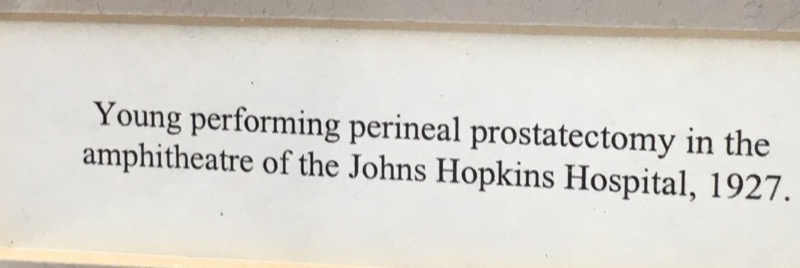 Young performing perineal prostatectomy in the
amphitheatre of the Johns Hopkins Hospital, 1927.